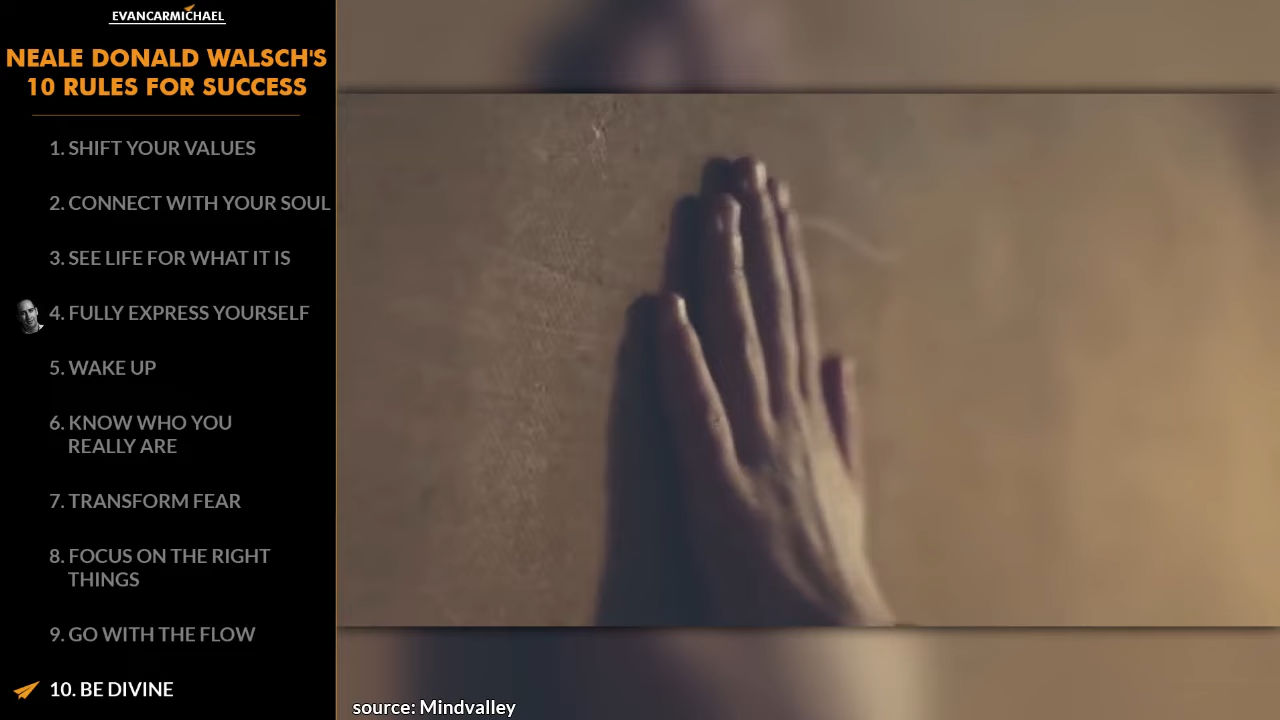 EVANCARMICHAEL
NEALE DONALD WALSCH'S
10 RULES FOR SUCCESS
1. SHIFT YOUR VALUES
2. CONNECT WITH YOUR SOUL
3. SEE LIFE FOR WHAT IT IS
4. FULLY EXPRESS YOURSELF
5. WAKE UP
6. KNOW WHO YOU
REALLY ARE
7. TRANSFORM FEAR
8. FOCUS ON THE RIGHT
THINGS
9. GO WITH THE FLOW
10. BE DIVINE
source: Mindvalley